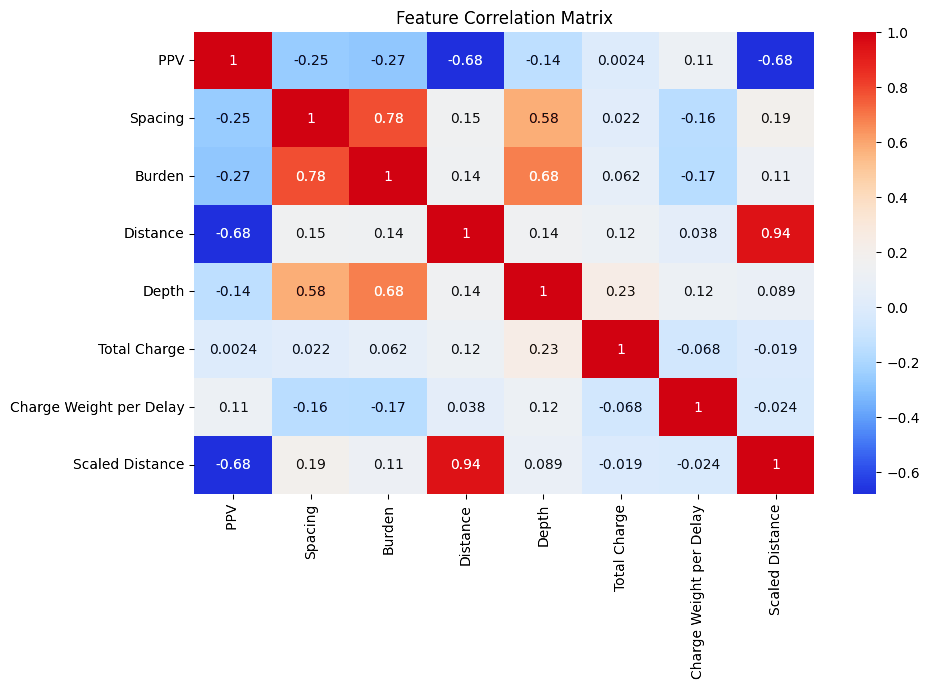 Feature Correlation Matrix
PPV 1 -0.25 -0.27 -0.68 -0.14 0.0024 0.11 -0.68
Spacing -0.25 1 0.78 0.15 0.58 0.022 -0.16 0.19
Burden -0.27 0.78 1 0.14 0.68 0.062 -0.17 0.11
Distance -0.68 0.15 0.14 1 0.14 0.12 0.038 0.94
Depth -0.14 0.58 0.68 0.14 1 0.23 0.12 0.089
Total Charge 0.0024 0.022 0.062 0.12 0.23 1 -0.068 -0.019
Charge Weight per Delay 0.11 -0.16 -0.17 0.038 0.12 -0.068 1 -0.024
Scaled Distance -0.68 0.19 0.11 0.94 0.089 -0.019 -0.024 1
PPV
Spacing
Burden
Distance
Depth
Total Charge
Charge Weight per Delay
Scaled Distance
1.0
0.8
0.6
0.4
0.2
0.0
−0.2
−0.4
−0.6